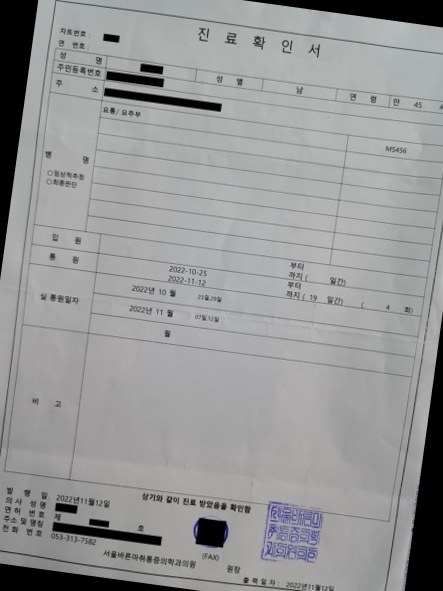 진 료 확 인 서
차트번호 :
연 번호 :
성 명 성 별 남 연 령 만 45
주민등록번호
주 소
병 명 요통/ 요추부 M5456
○임상적추정
○최종판단
입 원 부터
까지 ( 일간)
통 원 2022-10-25 부터
2022-11-12 까지 ( 19 일간) ( 4 회)
실 통원일자 2022년 10 월 25일,29일
2022년 11 월 07일,12일
월
비 고
발 행 일 2022년11월12일 상기와 같이 진료 받았음을 확인함
의 사 성 명
면 허 번 호 제 호
주소 및 명칭
전 화 번 호 053-313-7582 (FAX)
서울바른마취통증의학과의원 원장
출 력 일 자 : 2022년11월12일